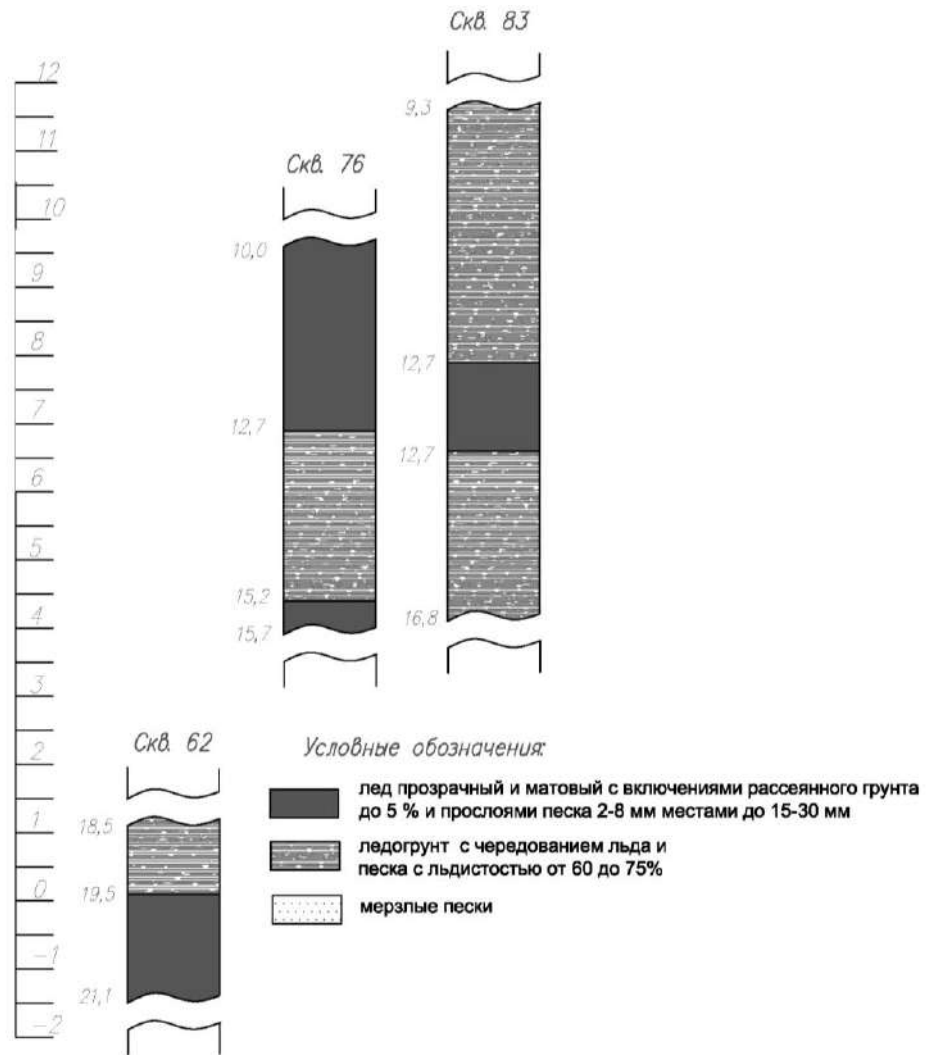 Скв. 83
12
9,3
11
Скв. 76
10
10,0
9
8
12,7
7
12,7
12,7
6
5
15,2
4
16,8
15,7
3
Скв. 62
2
Условные обозначения:
лед прозрачный и матовый с включениями рассеянного грунта
до 5 % и прослоями песка 2-8 мм местами до 15-30 мм
1
18,5
ледогрунт с чередованием льда и
песка с льдистостью от 60 до 75%
0
19,5
мерзлые пески
-1
21,1
-2